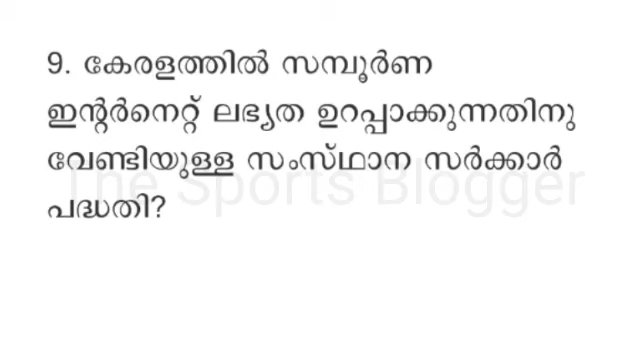 9. കേരളത്തിൽ സമ്പൂർണ
ഇന്റർനെറ്റ് ലഭ്യത ഉറപ്പാക്കുന്നതിനു
വേണ്ടിയുള്ള സംസ്ഥാന സർക്കാർ
The Sports Blogger
പദ്ധതി?